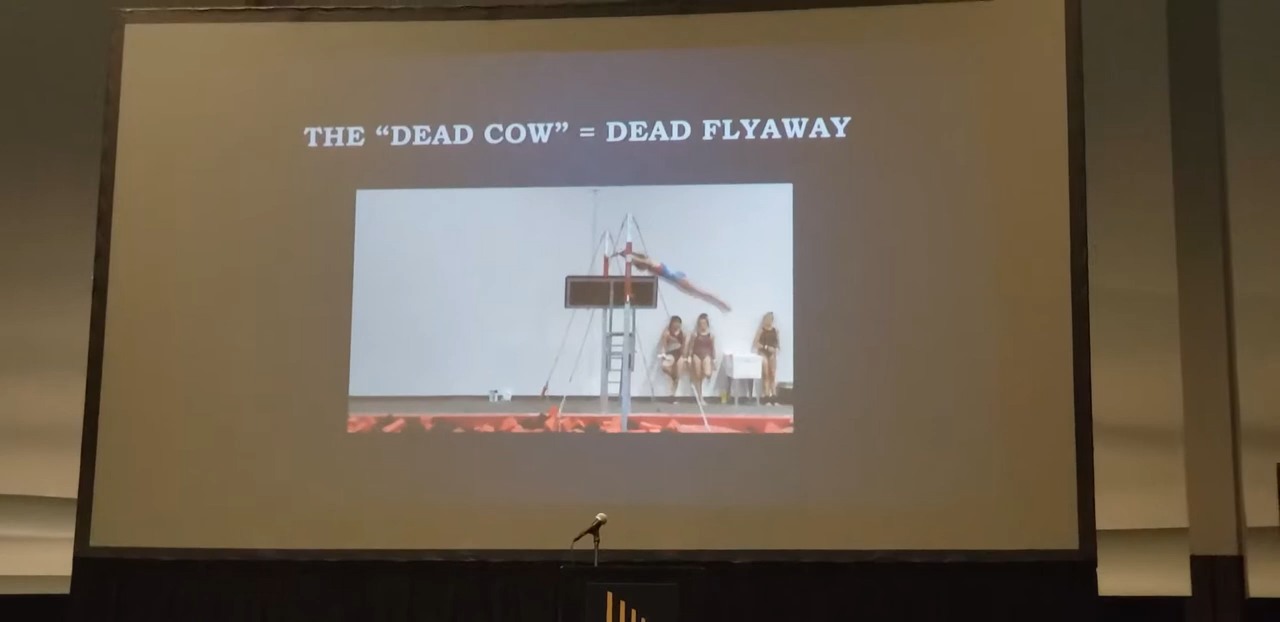 THE “DEAD COW” = DEAD FLYAWAY